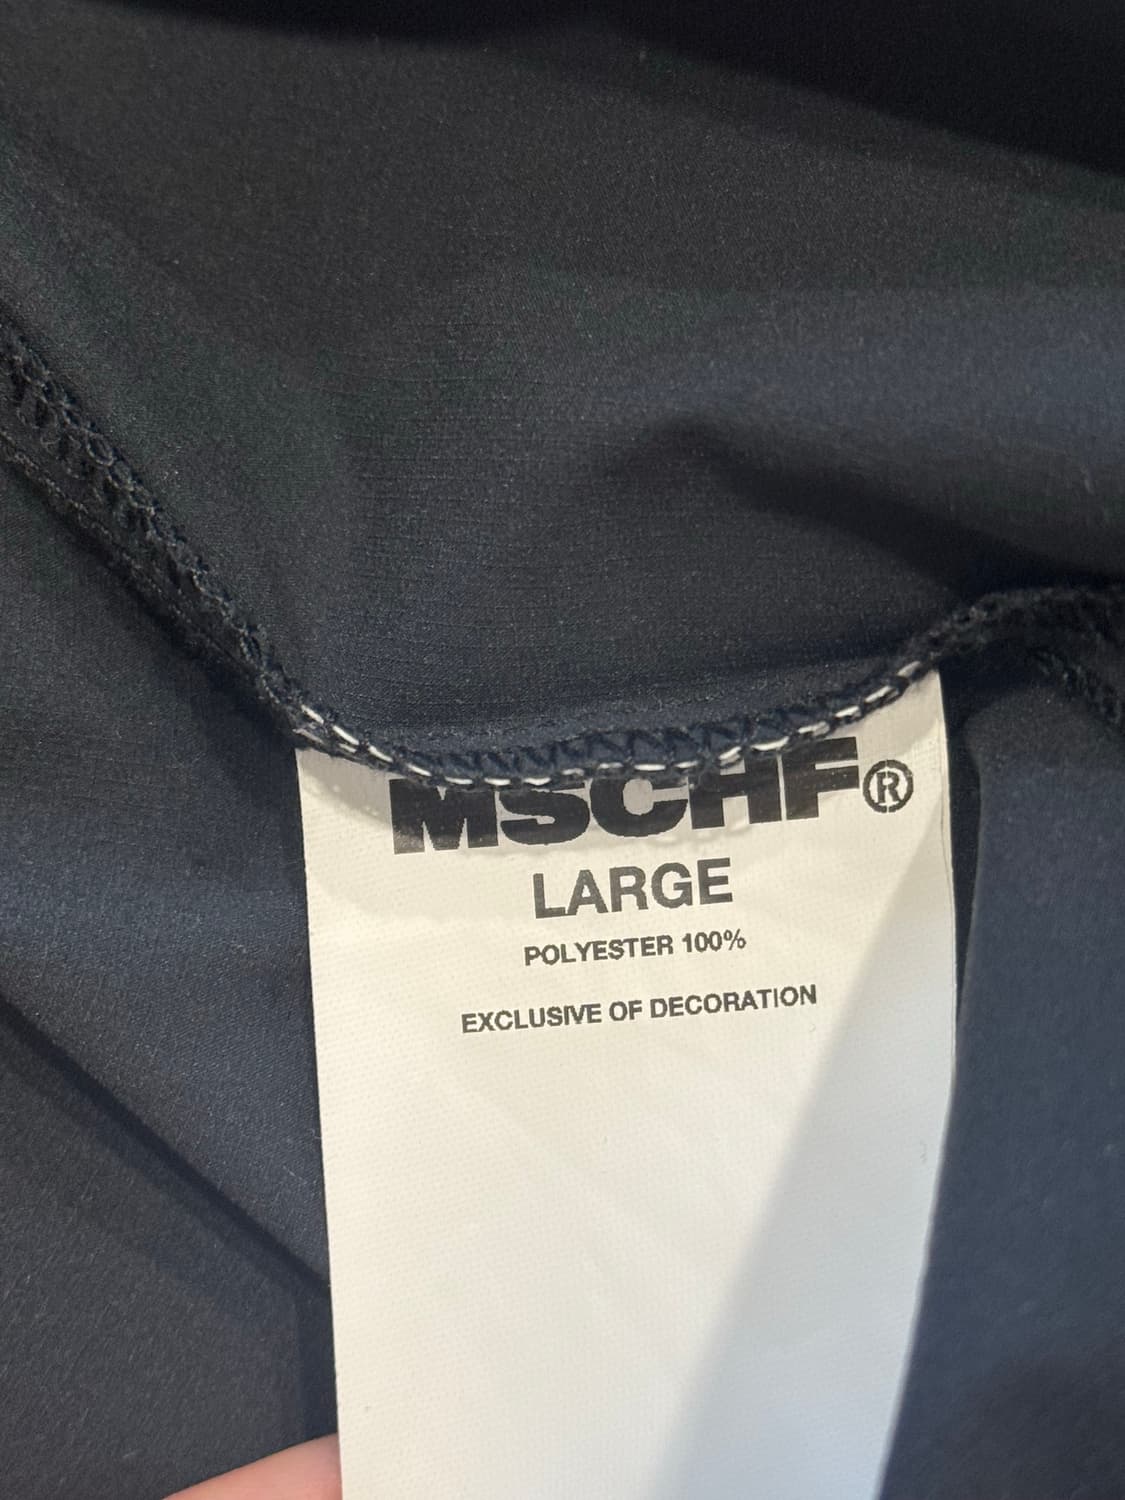 MSCHF®
LARGE
POLYESTER 100%
EXCLUSIVE OF DECORATION